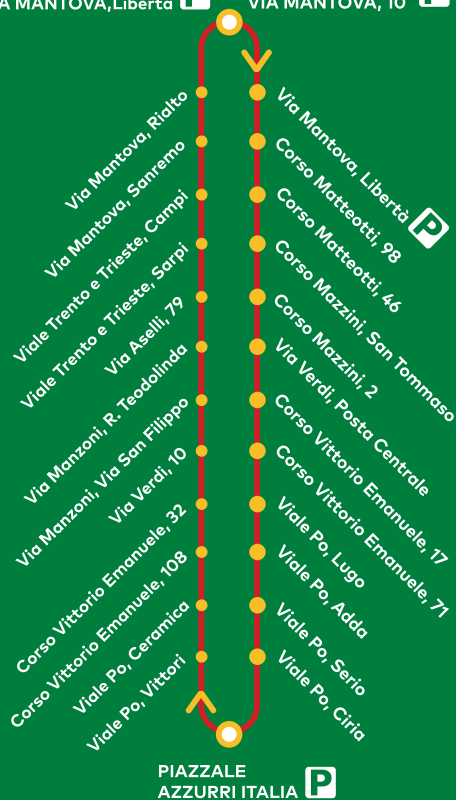 VIA MANTOVA,Libertà P
VIA MANTOVA, 10 P
Via Mantova, Rialto
Via Mantova, Sanremo
Viale Trento e Trieste, Campi
Viale Trento e Trieste, Sarpi
Via Aselli, 79
Via Manzoni, R. Teodolinda
Via Manzoni, Via San Filippo
Via Verdi, 10
Corso Vittorio Emanuele, 32
Corso Vittorio Emanuele, 108
Viale Po, Ceramica
Viale Po, Vittori
Via Mantova, Libertà P
Corso Matteotti, 98
Corso Matteotti, 46
Corso Mazzini, San Tommaso
Corso Mazzini, 2
Via Verdi, Posta Centrale
Corso Vittorio Emanuele, 17
Corso Vittorio Emanuele, 71
Viale Po, Lugo
Viale Po, Adda
Viale Po, Serio
Viale Po, Ciria
PIAZZALE
AZZURRI ITALIA P